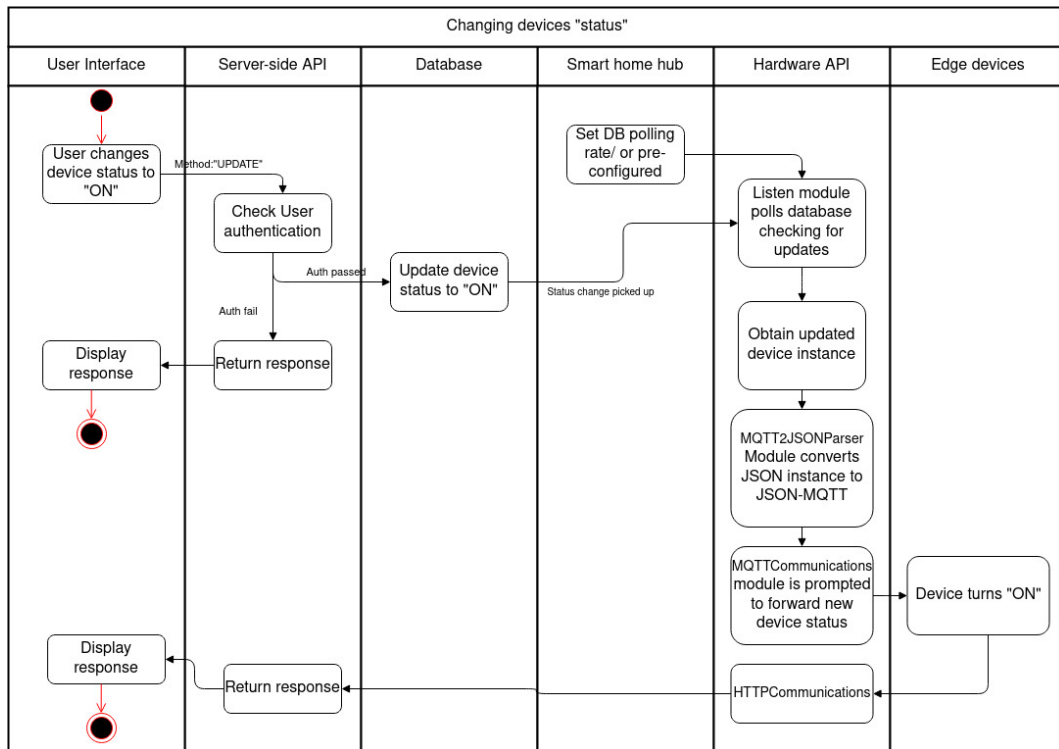 Changing devices "status"
User Interface
Server-side API
Database
Smart home hub
Hardware API
Edge devices
User changes
device status to
"ON"
Method:"UPDATE"
Check User
authentication
Auth passed
Auth fail
Update device
status to "ON"
Status change picked up
Set DB polling
rate/ or pre-
configured
Listen module
polls database
checking for
updates
Obtain updated
device instance
Return response
Display
response
MQTT2JSONParser
Module converts
JSON instance to
JSON-MQTT
MQTTCommunications
module is prompted
to forward new
device status
Device turns "ON"
HTTPCommunications
Return response
Display
response